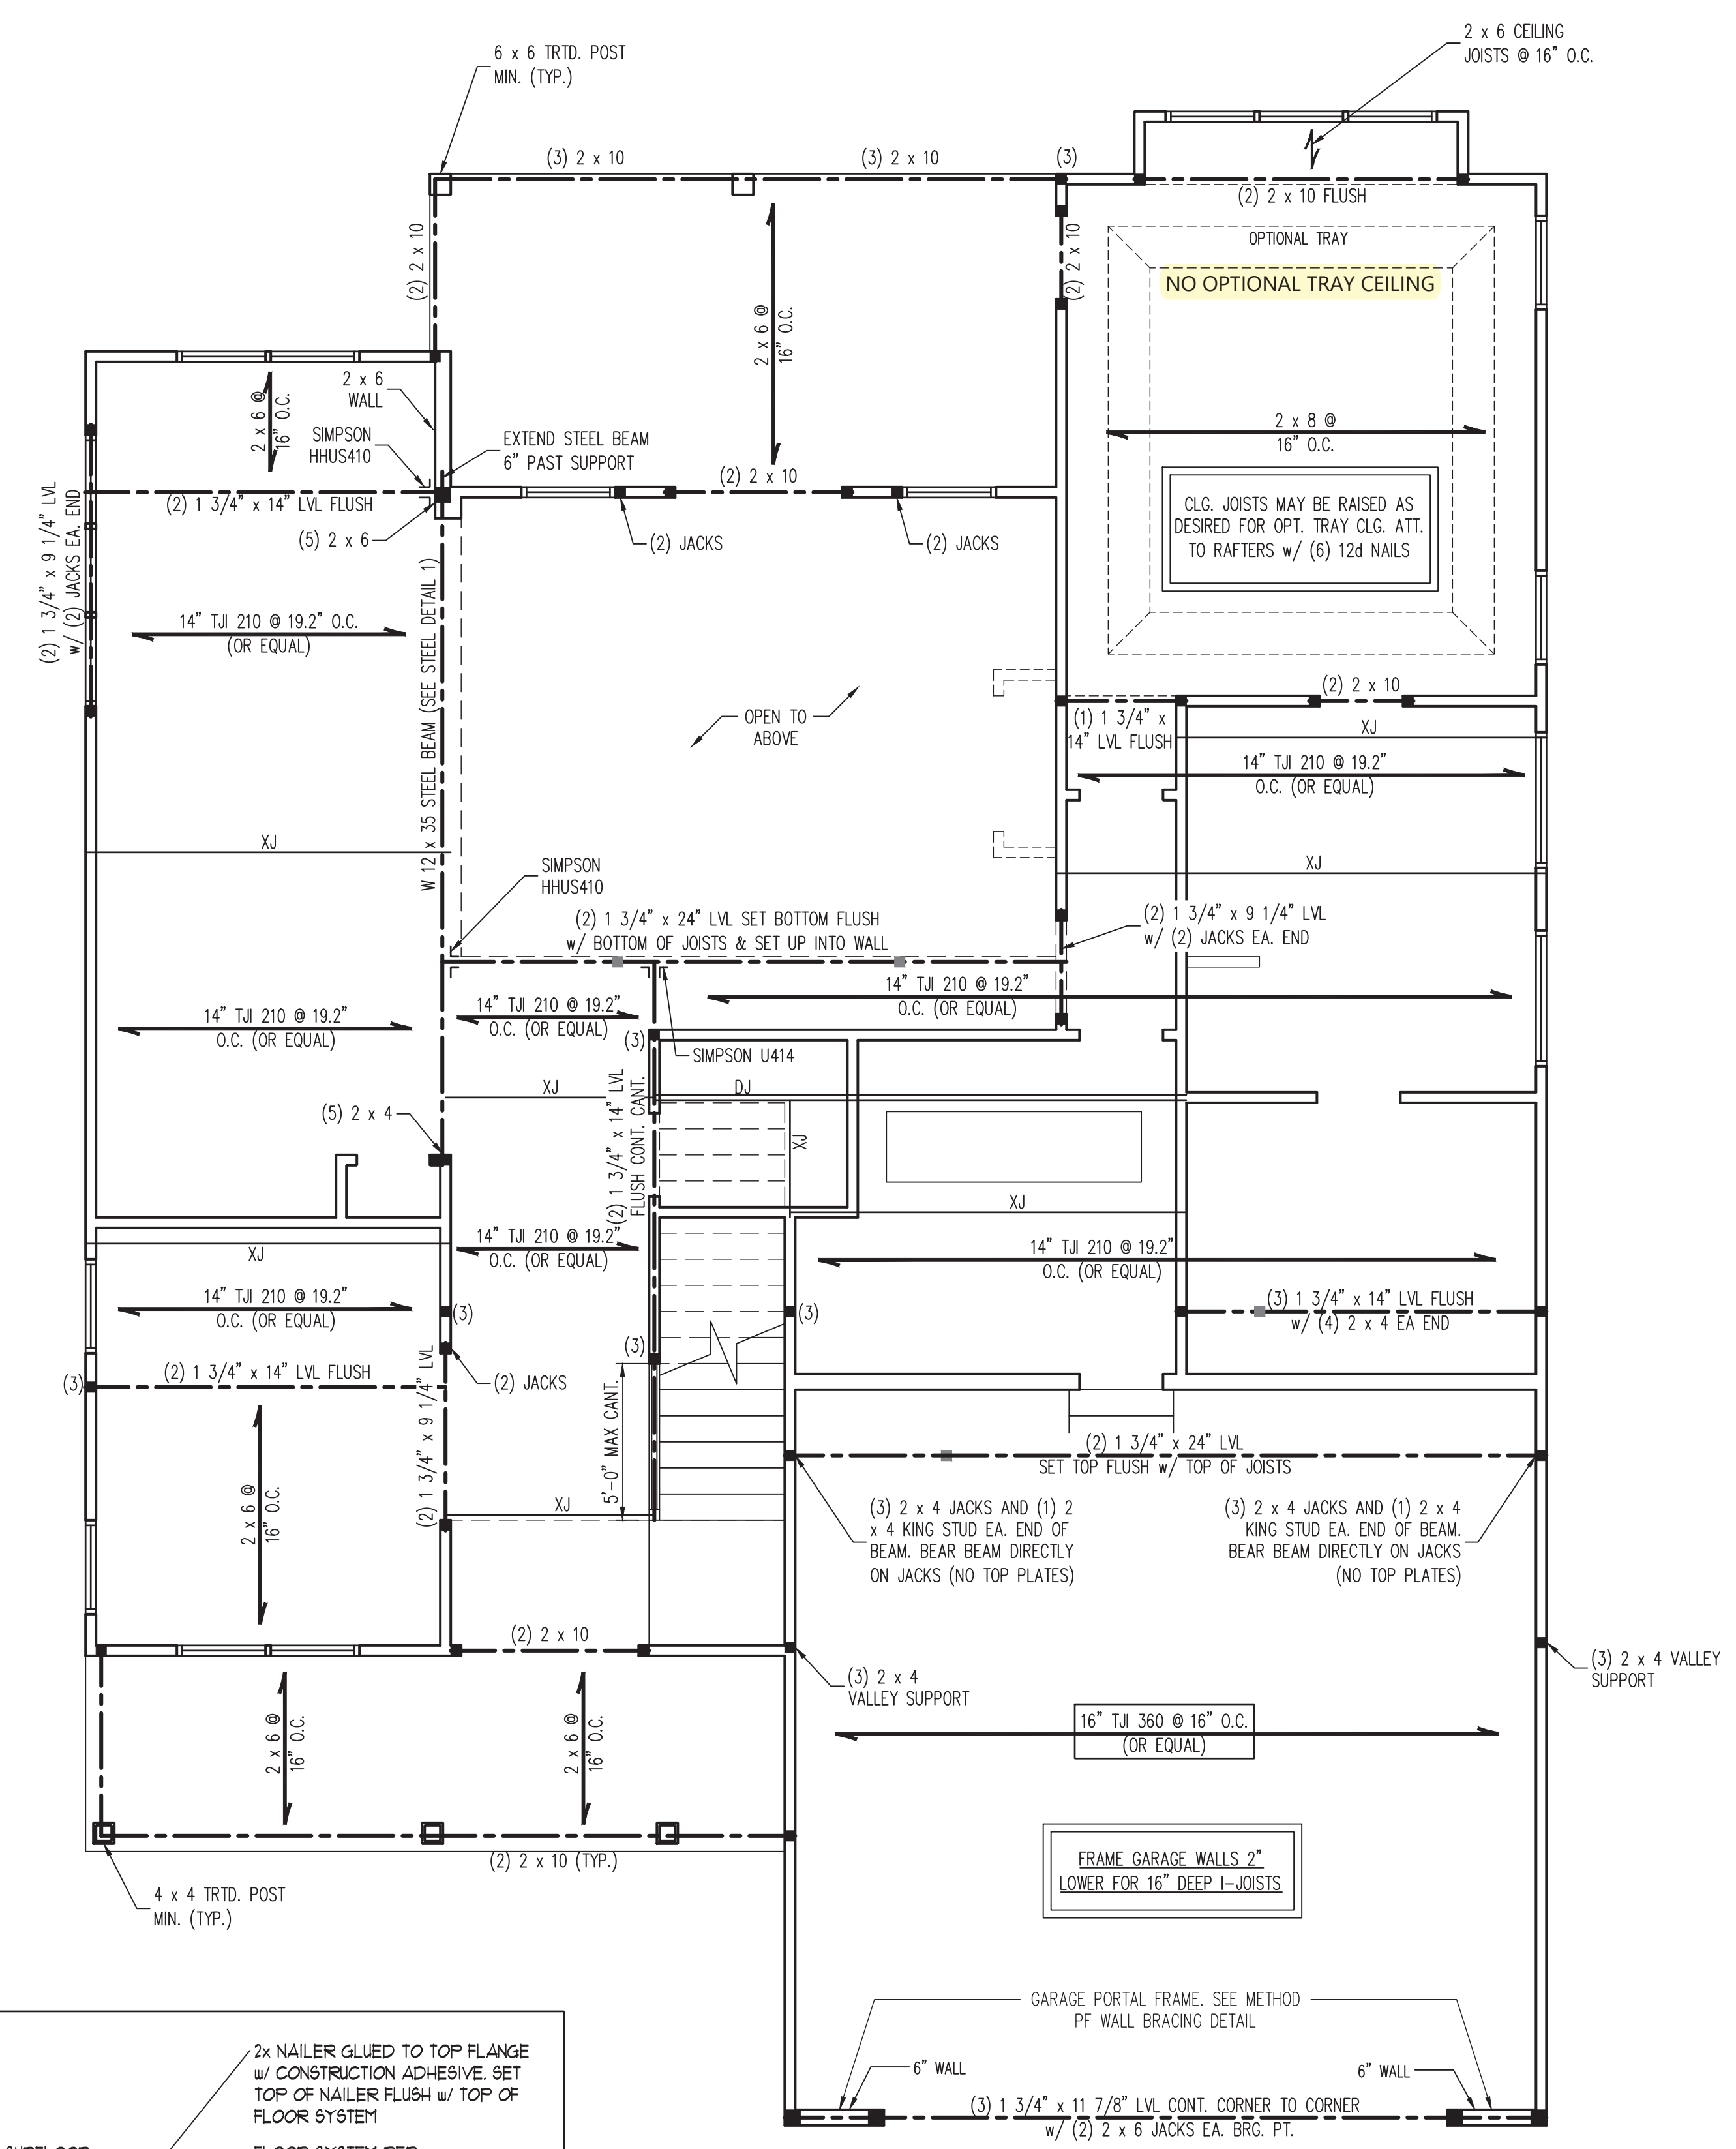 6 x 6 TRTD. POST
MIN. (TYP.)
2 x 6 CEILING
JOISTS @ 16" O.C.
(3) 2 x 10
(3) 2 x 10
(3)
(2) 2 x 10 FLUSH
OPTIONAL TRAY
NO OPTIONAL TRAY CEILING
(2) 2 x 10
(2) 2 x 10
2 x 6 @
16" O.C.
2 x 6
WALL
2 x 6 @
16" O.C.
SIMPSON
HHUS410
EXTEND STEEL BEAM
6" PAST SUPPORT
2 x 8 @
16" O.C.
(2) 1 3/4" x 9 1/4" LVL
w/ (2) JACKS EA. END
(2) 1 3/4" x 14" LVL FLUSH
(2) 2 x 10
(5) 2 x 6
(2) JACKS
(2) JACKS
CLG. JOISTS MAY BE RAISED AS
DESIRED FOR OPT. TRAY CLG. ATT.
TO RAFTERS w/ (6) 12d NAILS
14" TJI 210 @ 19.2" O.C.
(OR EQUAL)
W 12 x 35 STEEL BEAM (SEE STEEL DETAIL 1)
OPEN TO
ABOVE
(2) 2 x 10
(1) 1 3/4" x
14" LVL FLUSH
XJ
14" TJI 210 @ 19.2"
O.C. (OR EQUAL)
XJ
XJ
SIMPSON
HHUS410
(2) 1 3/4" x 24" LVL SET BOTTOM FLUSH
w/ BOTTOM OF JOISTS & SET UP INTO WALL
(2) 1 3/4" x 9 1/4" LVL
w/ (2) JACKS EA. END
14" TJI 210 @ 19.2"
O.C. (OR EQUAL)
14" TJI 210 @ 19.2"
O.C. (OR EQUAL)
14" TJI 210 @ 19.2"
O.C. (OR EQUAL)
(3)
SIMPSON U414
XJ
DJ
(5) 2 x 4
(2) 1 3/4" x 14" LVL
FLUSH CONT. CANT.
XJ
XJ
XJ
14" TJI 210 @ 19.2"
O.C. (OR EQUAL)
14" TJI 210 @ 19.2"
O.C. (OR EQUAL)
14" TJI 210 @ 19.2"
O.C. (OR EQUAL)
(3)
(3)
(3) 1 3/4" x 14" LVL FLUSH
w/ (4) 2 x 4 EA END
(3)
(3)
(2) 1 3/4" x 14" LVL FLUSH
(2) JACKS
(2) 1 3/4" x 9 1/4" LVL
5'-0" MAX CANT.
(2) 1 3/4" x 24" LVL
SET TOP FLUSH w/ TOP OF JOISTS
2 x 6 @
16" O.C.
XJ
(3) 2 x 4 JACKS AND (1) 2
x 4 KING STUD EA. END OF
BEAM. BEAR BEAM DIRECTLY
ON JACKS (NO TOP PLATES)
(3) 2 x 4 JACKS AND (1) 2 x 4
KING STUD EA. END OF BEAM.
BEAR BEAM DIRECTLY ON JACKS
(NO TOP PLATES)
(2) 2 x 10
(3) 2 x 4
VALLEY SUPPORT
(3) 2 x 4 VALLEY
SUPPORT
2 x 6 @
16" O.C.
2 x 6 @
16" O.C.
16" TJI 360 @ 16" O.C.
(OR EQUAL)
(2) 2 x 10 (TYP.)
FRAME GARAGE WALLS 2"
LOWER FOR 16" DEEP I-JOISTS
4 x 4 TRTD. POST
MIN. (TYP.)
GARAGE PORTAL FRAME. SEE METHOD
PF WALL BRACING DETAIL
6" WALL
6" WALL
(3) 1 3/4" x 11 7/8" LVL CONT. CORNER TO CORNER
w/ (2) 2 x 6 JACKS EA. BRG. PT.
2x NAILER GLUED TO TOP FLANGE
w/ CONSTRUCTION ADHESIVE. SET
TOP OF NAILER FLUSH w/ TOP OF
FLOOR SYSTEM